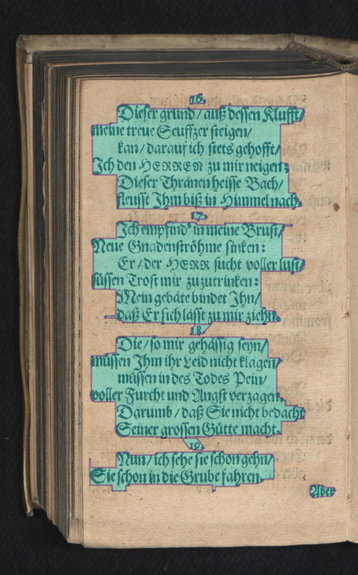 16.
Dieser grund/ auß dessen Klufft/
meine treue Seuffzer steigen/
kan/ darauf ich stets gehofft/
Ich den HERREN zu mir neigen:
Dieser Thränen heisse Bach/
fleusst Ihm biß in Himmel nach.
17.
Ich empfind' in meine Brust/
Neue Gnadenströhme sinken:
Er/ der HERR sucht voller lust/
süssen Trost mir zuzutrinken:
Mein gebäte bindet Ihn/
daß Er sich lässt zu mir ziehn.
18.
Die/ so mir gehässig seyn/
müssen Ihm ihr Leid nicht klagen/
müssen in des Todes Pein/
voller Furcht und Angst verzagen.
Darumb/ daß Sie nicht bedacht
Seiner grossen Gütte macht.
19.
Nun/ ich sehe sie schon gehn/
Sie schon in die Grube fahren.
Aber